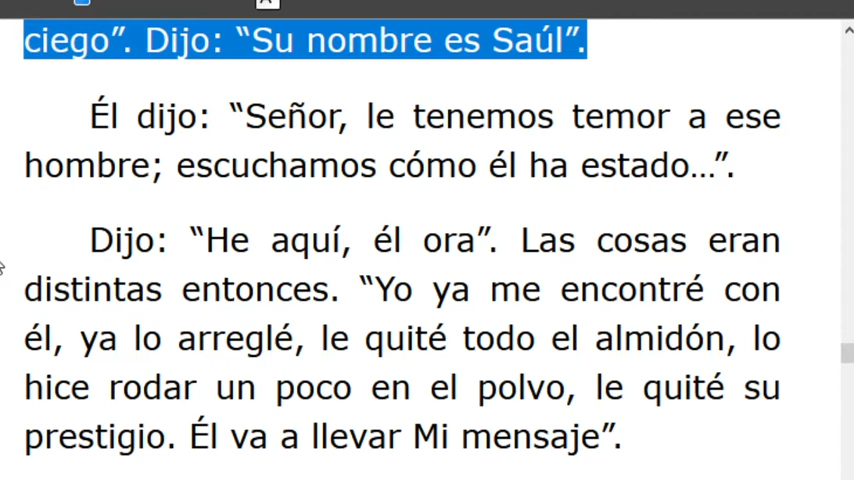 ciego”. Dijo: “Su nombre es Saúl”.
Él dijo: “Señor, le tenemos temor a ese
hombre; escuchamos cómo él ha estado...”.
Dijo: “He aquí, él ora”. Las cosas eran
distintas entonces. “Yo ya me encontré con
él, ya lo arreglé, le quité todo el almidón, lo
hice rodar un poco en el polvo, le quité su
prestigio. Él va a llevar Mi mensaje”.